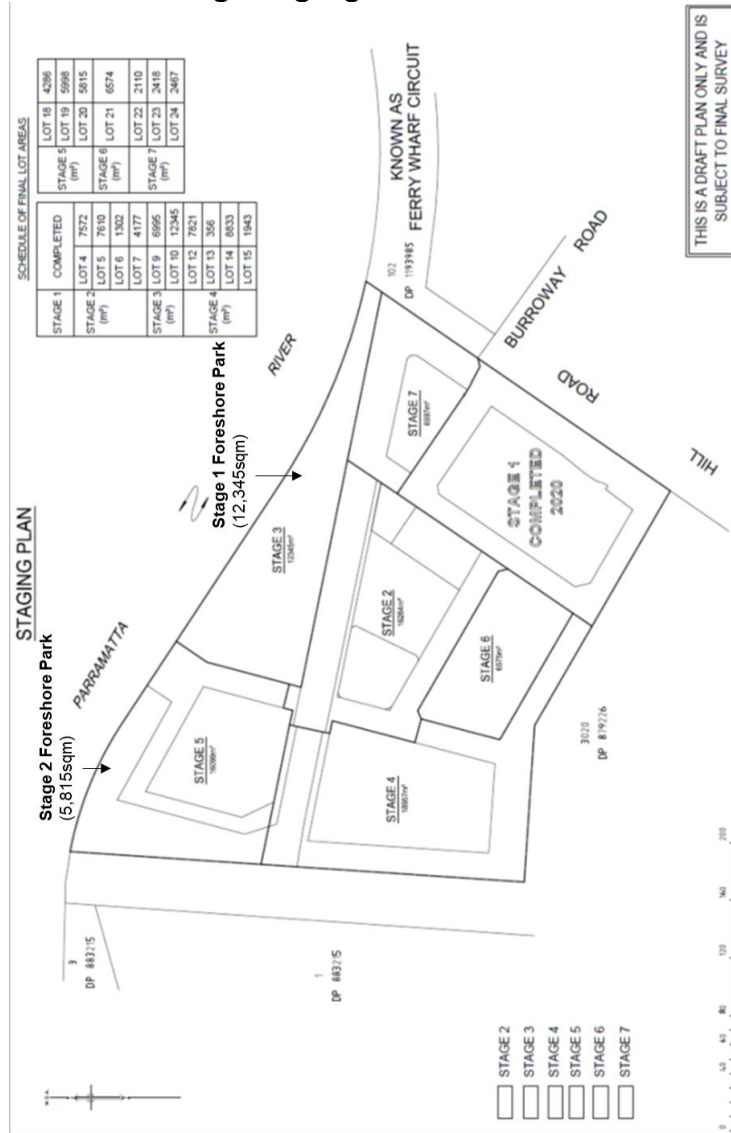 STAGING PLAN
SCHEDULE OF FINAL LOT AREAS
STAGE 1 COMPLETED
STAGE 2 (m²) LOT 4 7572
LOT 5 7610
LOT 6 1302
LOT 7 4177
STAGE 3 (m²) LOT 9 6995
LOT 10 12345
STAGE 4 (m²) LOT 12 7821
LOT 13 356
LOT 14 8833
LOT 15 1943
STAGE 5 (m²) LOT 18 4286
LOT 19 5998
LOT 20 5815
STAGE 6 (m²) LOT 21 6574
STAGE 7 (m²) LOT 22 2110
LOT 23 2418
LOT 24 2467
Stage 2 Foreshore Park
(5,815sqm)
Stage 1 Foreshore Park
(12,345sqm)
PARRAMATTA
RIVER
KNOWN AS
FERRY WHARF CIRCUIT
102
DP 1193985
BURROWAY ROAD
HILL ROAD
STAGE 7
6997m²
STAGE 1
COMPLETED
2020
STAGE 3
12345m²
STAGE 2
STAGE 6
6575m²
STAGE 5
16099m²
STAGE 4
18957m²
3020
DP 879226
3
DP 883215
1
DP 883215
STAGE 2
STAGE 3
STAGE 4
STAGE 5
STAGE 6
STAGE 7
0 40 60 80 120 160 200
THIS IS A DRAFT PLAN ONLY AND IS
SUBJECT TO FINAL SURVEY